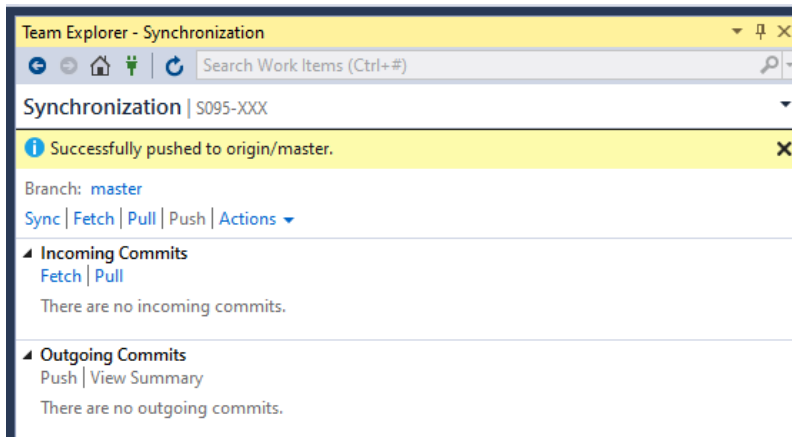 Team Explorer - Synchronization
Search Work Items (Ctrl+#)
Synchronization | S095-XXX
Successfully pushed to origin/master.
Branch: master
Sync | Fetch | Pull | Push | Actions
Incoming Commits
Fetch | Pull
There are no incoming commits.
Outgoing Commits
Push | View Summary
There are no outgoing commits.